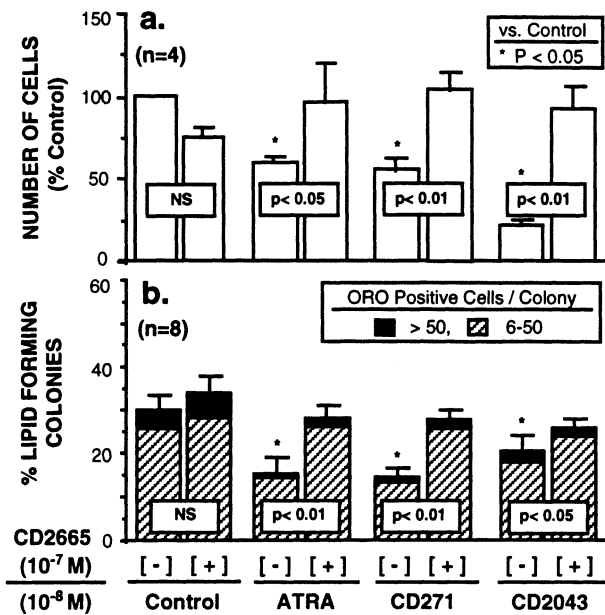 a.
(n=4)
vs. Control
* P < 0.05
NUMBER OF CELLS
(% Control)
150
100
50
0
*
*
*
NS
p< 0.05
p< 0.01
p< 0.01
b.
(n=8)
ORO Positive Cells / Colony
> 50, 6-50
% LIPID FORMING
COLONIES
60
40
20
0
*
*
*
NS
p< 0.01
p< 0.01
p< 0.05
CD2665
(10-7 M) [-] [+] [-] [+] [-] [+] [-] [+]
(10-8 M) Control ATRA CD271 CD2043